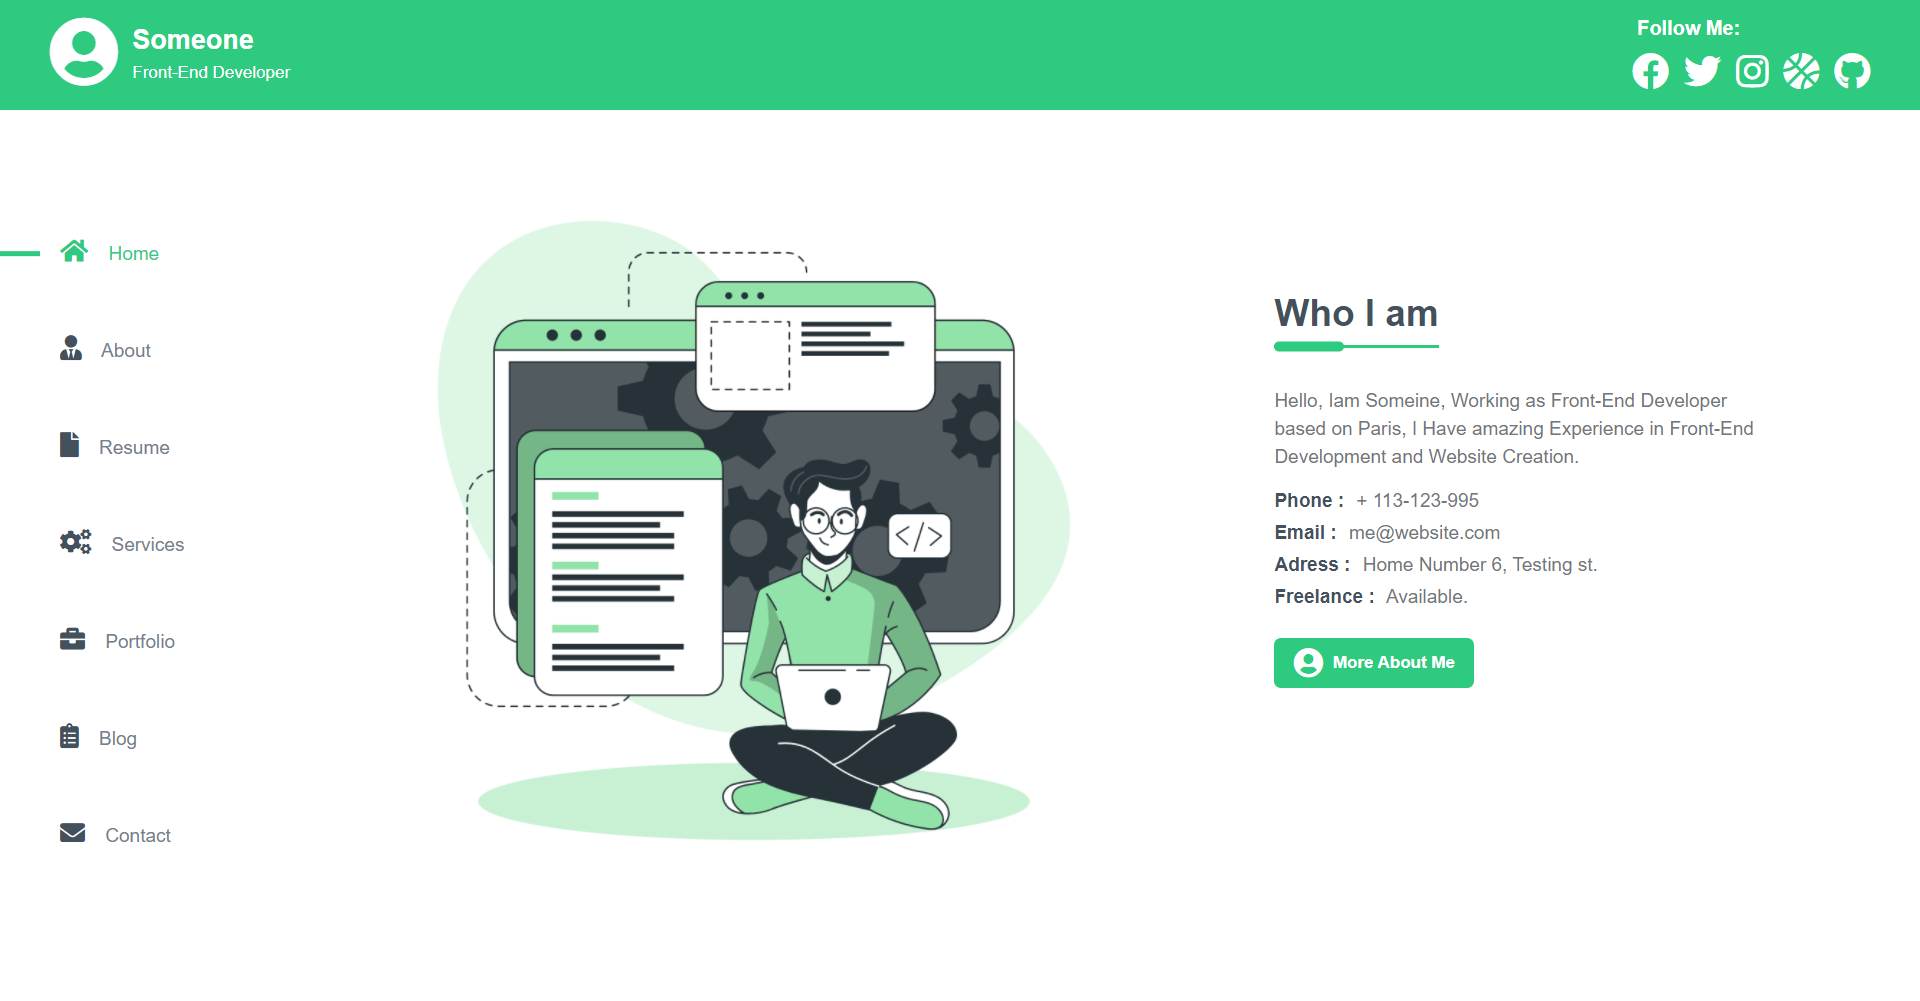 Someone
Front-End Developer
Follow Me:
Home
About
Resume
Services
Portfolio
Blog
Contact
</>
Who I am
Hello, Iam Someine, Working as Front-End Developer
based on Paris, I Have amazing Experience in Front-End
Development and Website Creation.
Phone : + 113-123-995
Email : me@website.com
Adress : Home Number 6, Testing st.
Freelance : Available.
More About Me